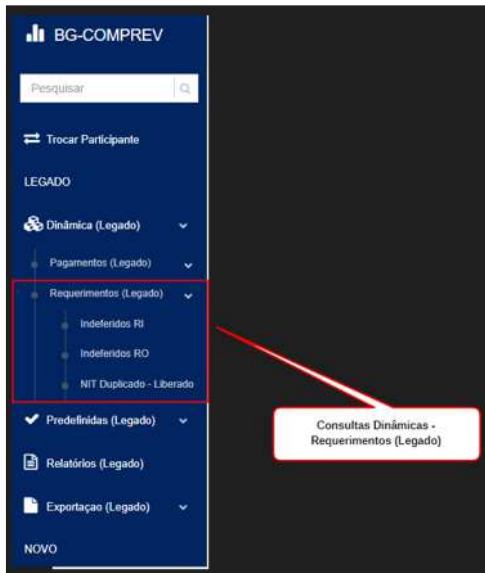 BG-COMPREV
Pesquisar
Trocar Participante
LEGADO
Dinâmica (Legado)
Pagamentos (Legado)
Requerimentos (Legado)
Indeferidos RI
Indeferidos RO
NIT Duplicado - Liberado
Predefinidas (Legado)
Relatórios (Legado)
Exportaçao (Legado)
NOVO
Consultas Dinâmicas -
Requerimentos (Legado)